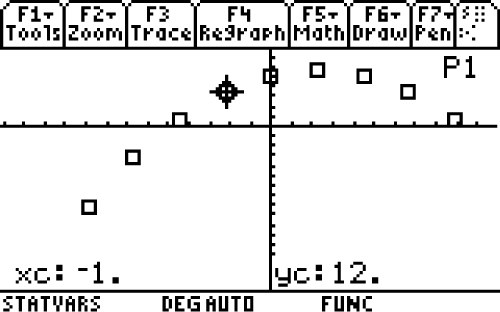 F1▾ F2▾ F3 F4 F5▾ F6▾ F7▾
Tools Zoom Trace ReGraph Math Draw Pen
P1
xc: -1. yc: 12.
STATVARS DEG AUTO FUNC